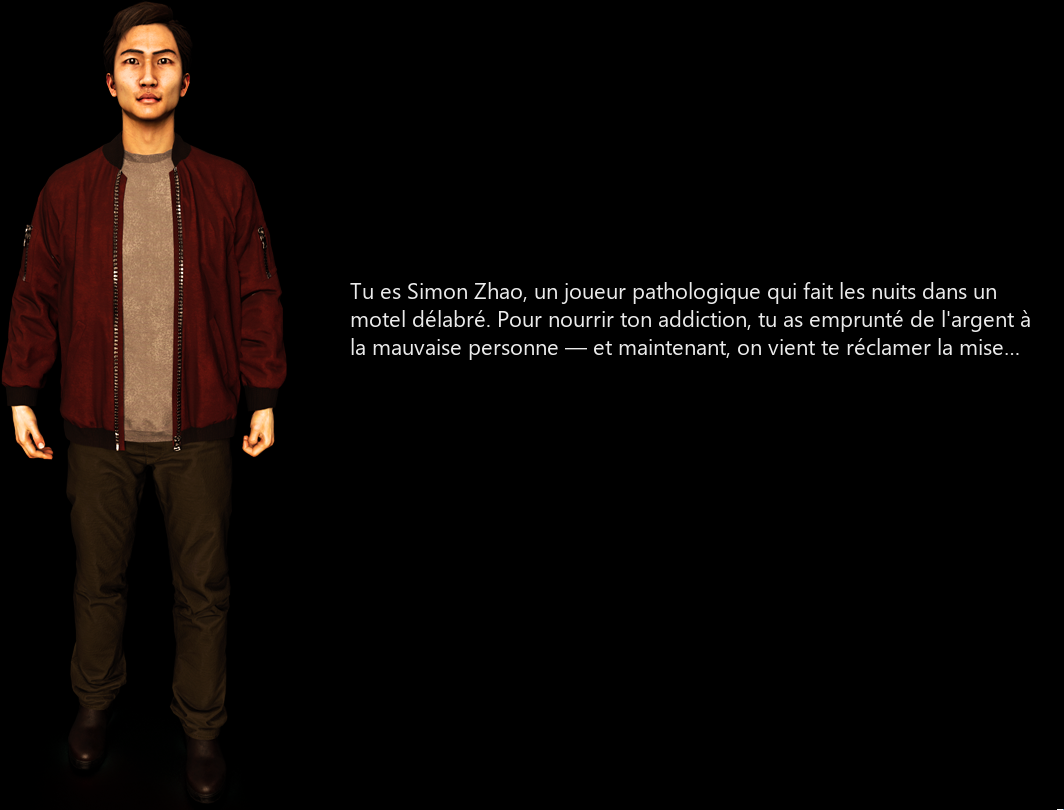 Tu es Simon Zhao, un joueur pathologique qui fait les nuits dans un
motel délabré. Pour nourrir ton addiction, tu as emprunté de l'argent à
la mauvaise personne — et maintenant, on vient te réclamer la mise...